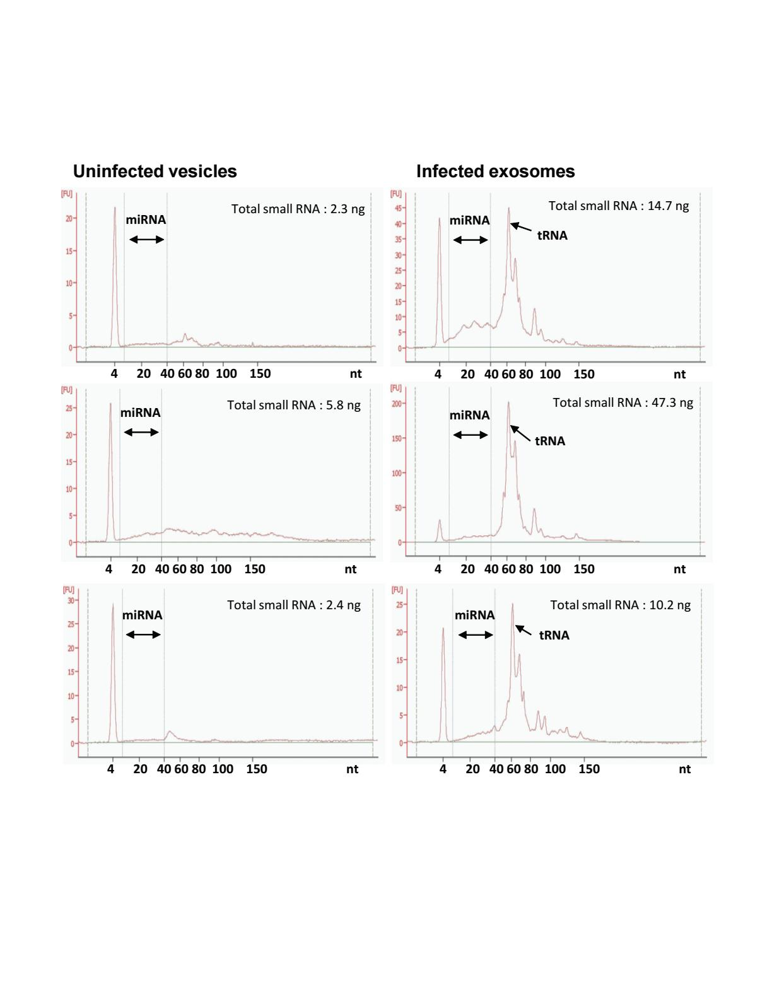 Uninfected vesicles
Infected exosomes
[FU]
Total small RNA : 2.3 ng
miRNA
20
15
10
5
0
4 20 40 60 80 100 150 nt
[FU]
Total small RNA : 14.7 ng
miRNA
tRNA
45
40
35
30
25
20
15
10
5
0
4 20 40 60 80 100 150 nt
[FU]
Total small RNA : 5.8 ng
miRNA
25
20
15
10
5
0
4 20 40 60 80 100 150 nt
[FU]
Total small RNA : 47.3 ng
miRNA
tRNA
200
150
100
50
0
4 20 40 60 80 100 150 nt
[FU]
Total small RNA : 2.4 ng
miRNA
30
25
20
15
10
5
0
4 20 40 60 80 100 150 nt
[FU]
Total small RNA : 10.2 ng
miRNA
tRNA
25
20
15
10
5
0
4 20 40 60 80 100 150 nt